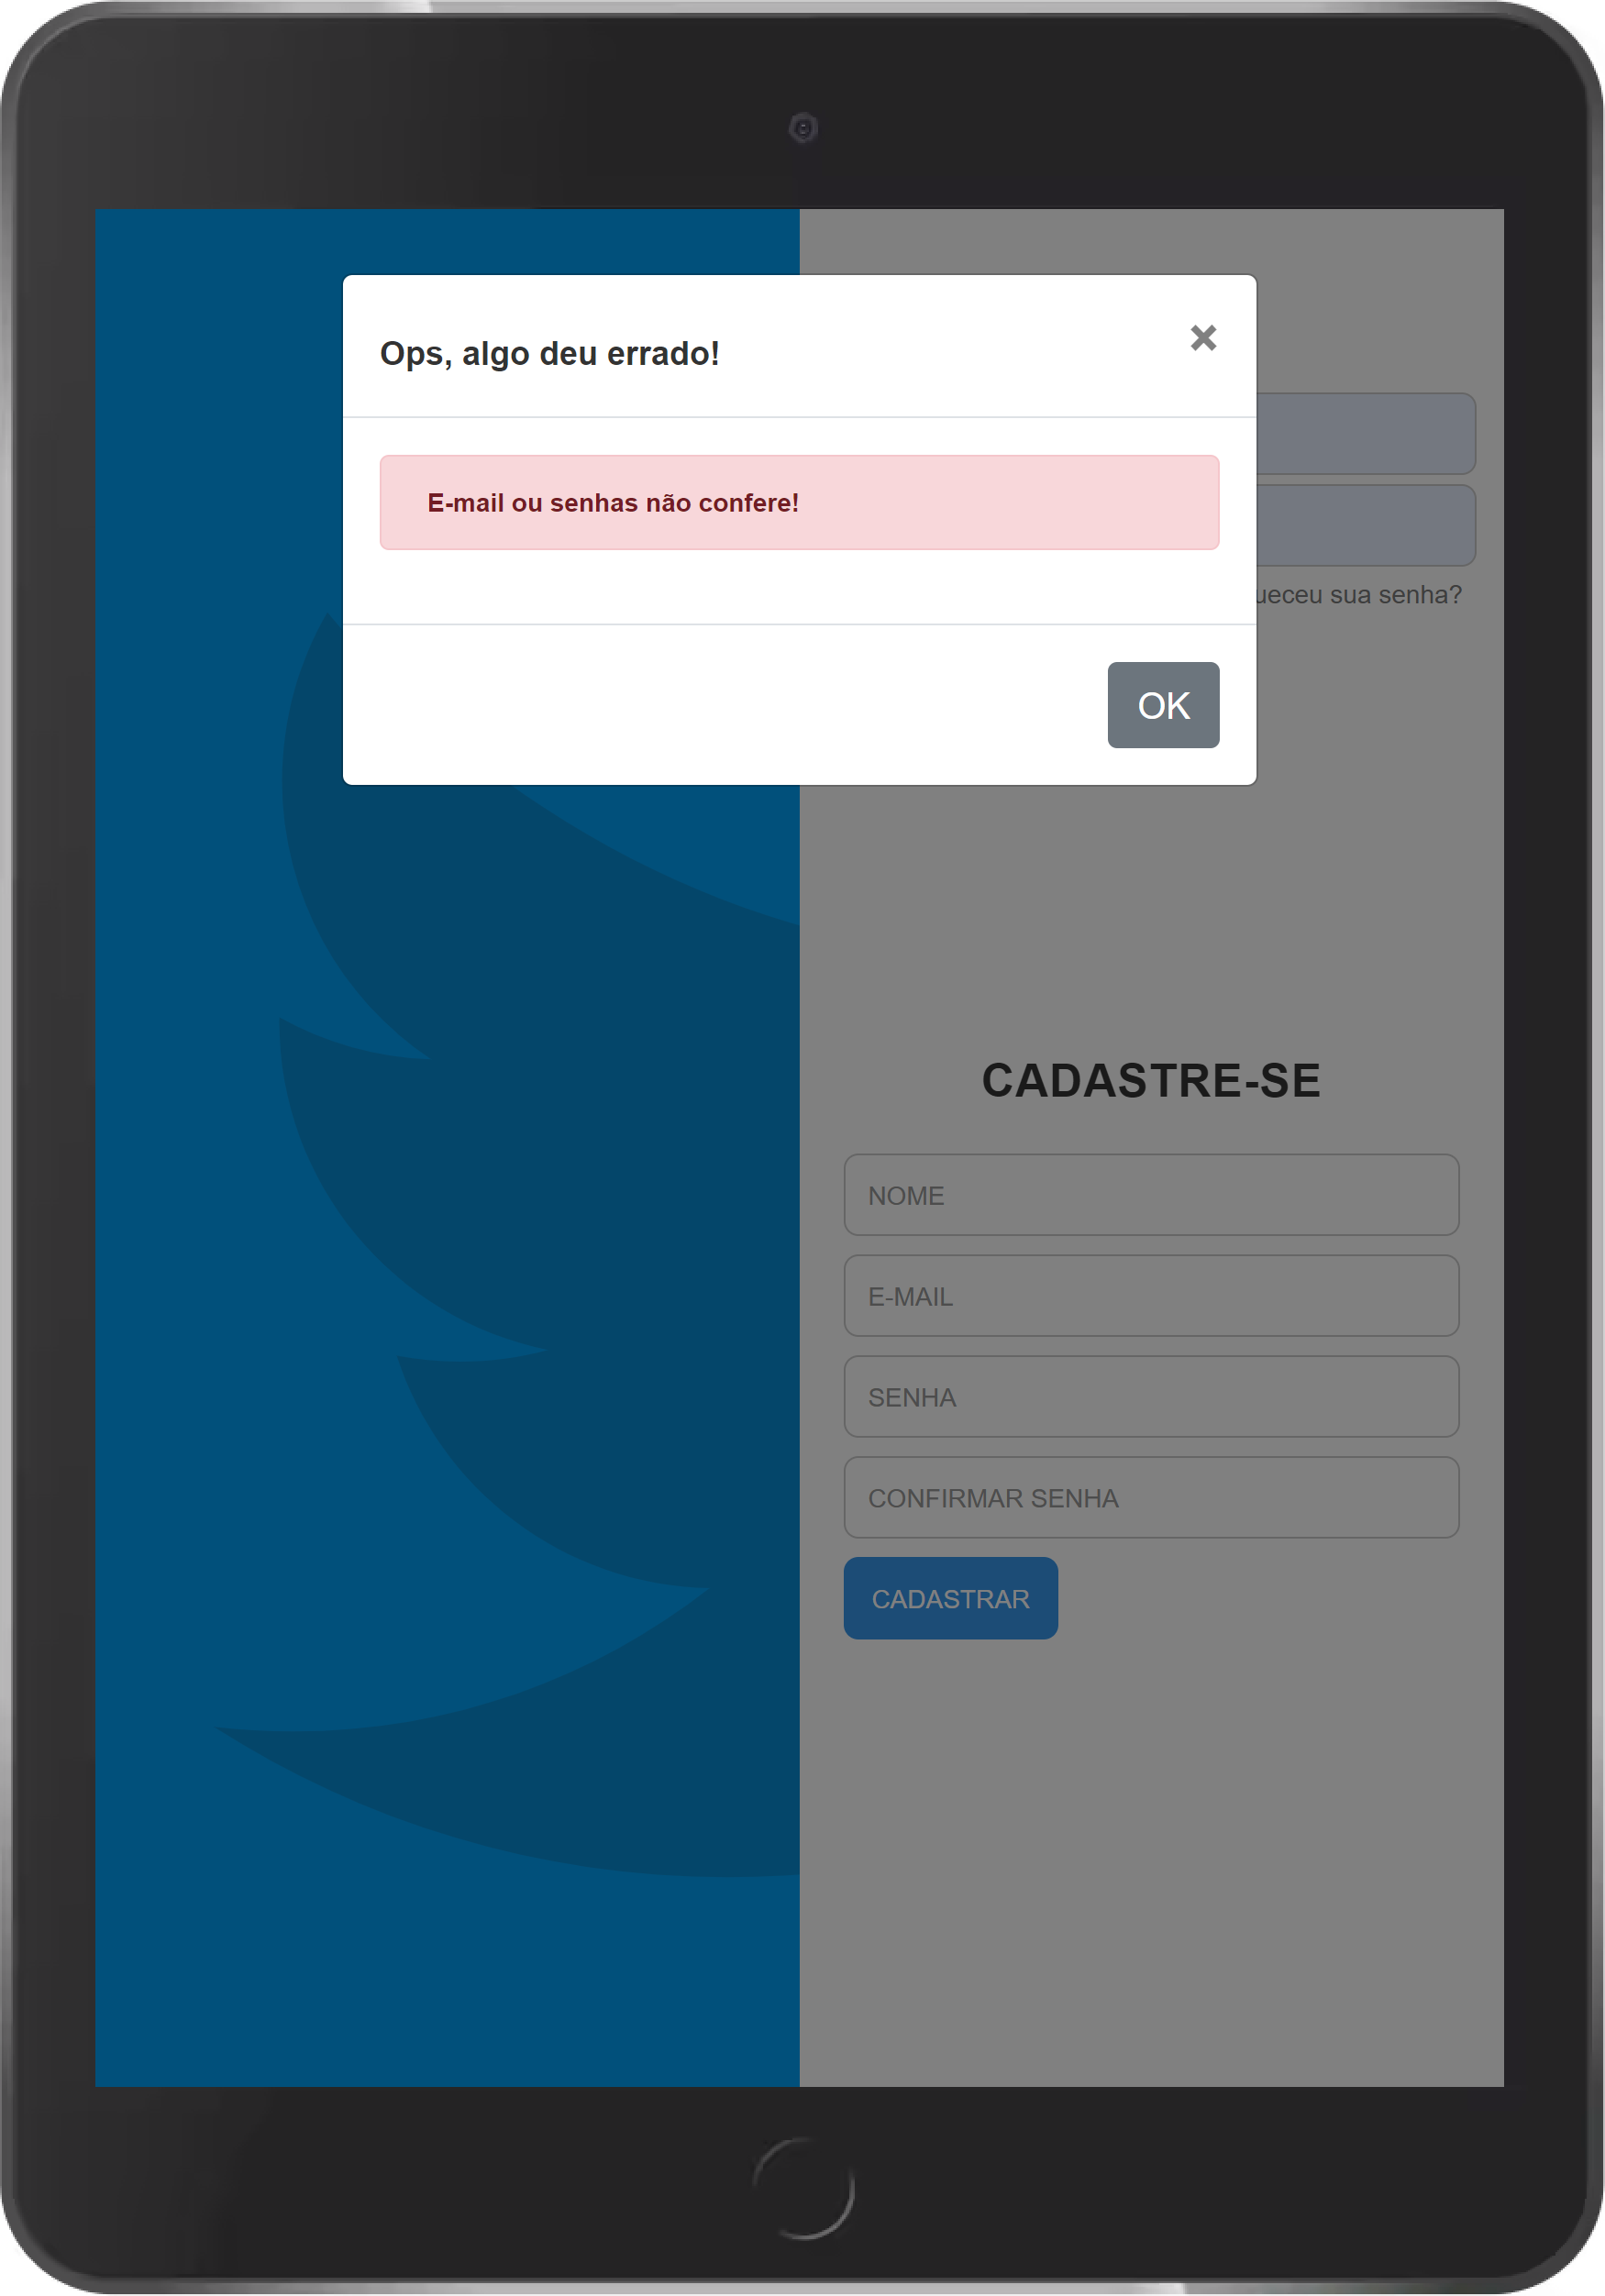 Ops, algo deu errado!
×
E-mail ou senhas não confere!
sua senha?
OK
CADASTRE-SE
NOME
E-MAIL
SENHA
CONFIRMAR SENHA
CADASTRAR